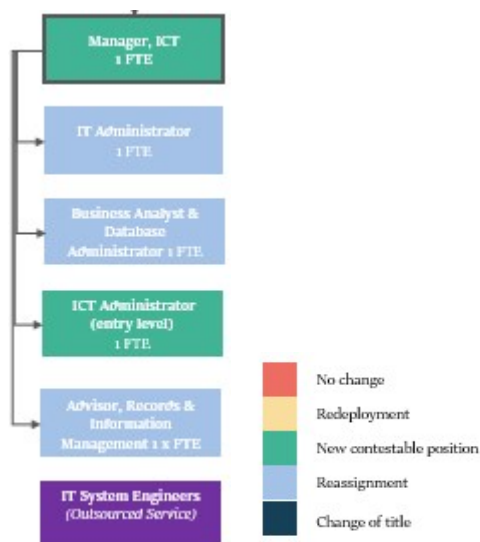 Manager, ICT
1 FTE
IT Administrator
1 FTE
Business Analyst &
Database
Administrator 1 FTE
ICT Administrator
(entry level)
1 FTE
Advisor, Records &
Information
Management 1 x FTE
IT System Engineers
(Outsourced Service)
No change
Redeployment
New contestable position
Reassignment
Change of title